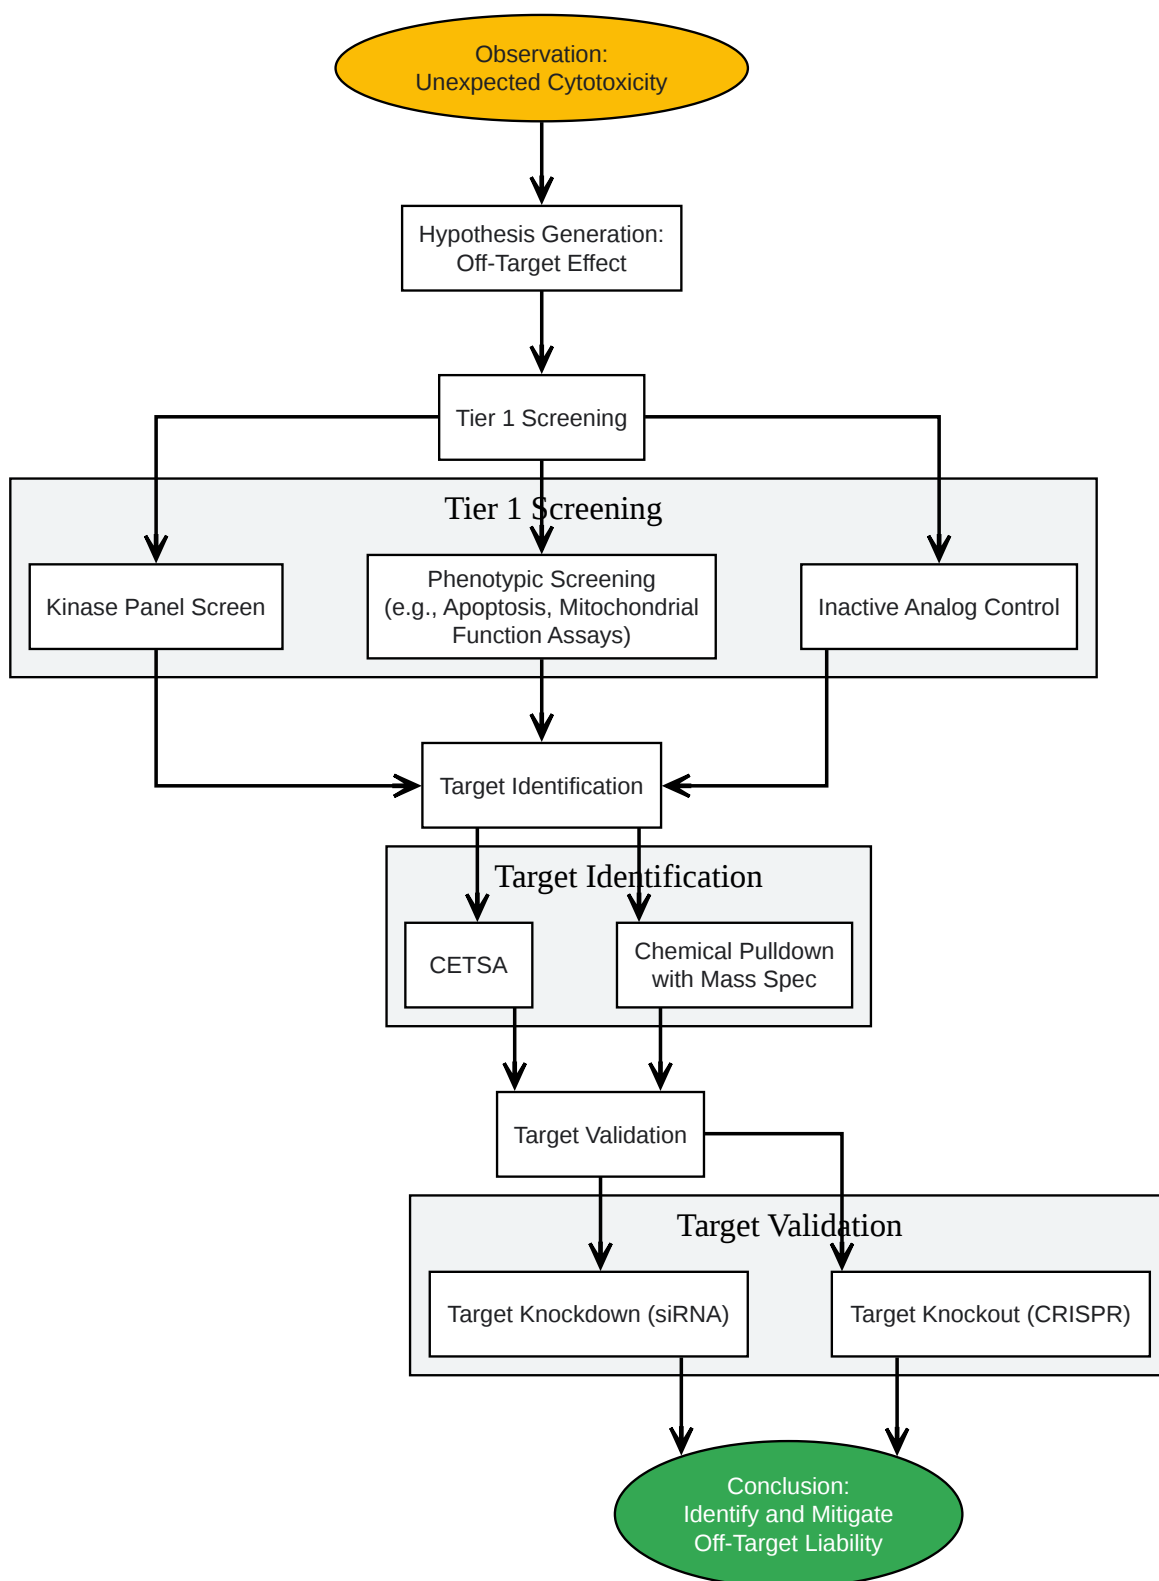 Observation:
Unexpected Cytotoxicity
Hypothesis Generation:
Off-Target Effect
Tier 1 Screening
Tier 1 Screening
Kinase Panel Screen
Phenotypic Screening
(e.g., Apoptosis, Mitochondrial
Function Assays)
Inactive Analog Control
Target Identification
Target Identification
CETSA
Chemical Pulldown
with Mass Spec
Target Validation
Target Validation
Target Knockdown (siRNA)
Target Knockout (CRISPR)
Conclusion:
Identify and Mitigate
Off-Target Liability